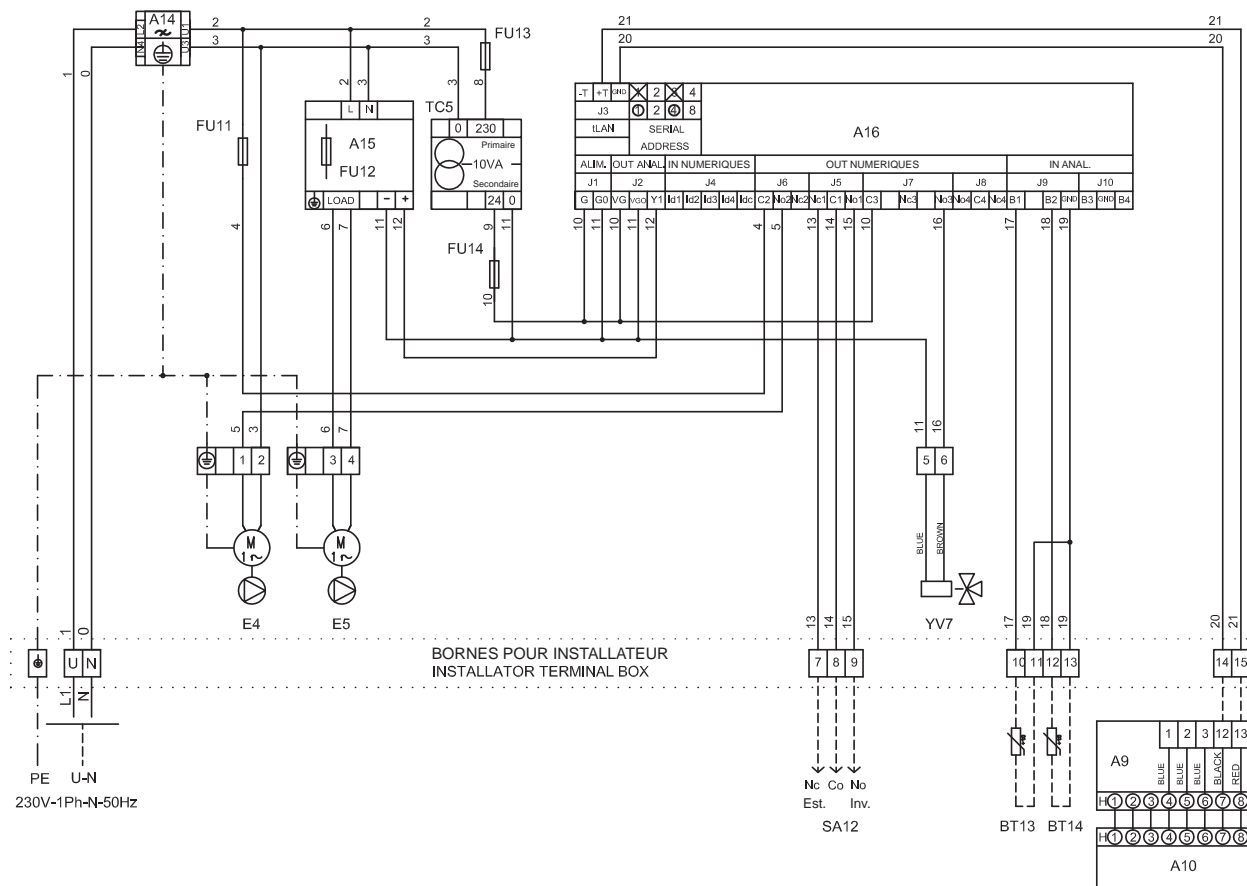 L2 A14 U1
N4 U3
2 2 21 21
3 3 20 20
FU13
1 0 2 3 3 8
-T +T GND 1 2 3 4
J3 1 2 4 8
tLAN SERIAL
ADDRESS
A16
L N
TC5
FU11
A15
FU12
0 230
Primaire
10VA
Secondaire
24 0
LOAD - +
ALIM. OUT ANAL. IN NUMERIQUES OUT NUMERIQUES IN ANAL.
J1 J2 J4 J6 J5 J7 J8 J9 J10
G G0 VG VG0 Y1 Id1 Id2 Id3 Id4 Idc C2 No2 Nc2 Nc1 C1 No1 C3 Nc3 No3 No4 C4 Nc4 B1 B2 GND B3 GND B4
4 6 7 11 12 9 11 10 11 10 11 12 4 5 13 14 15 10 16 17 18 19
FU14
10
5 3 6 7 11 16
1 2 3 4 5 6
BLUE BROWN
M
1~
M
1~
E4 E5 YV7
1 0 13 14 15 17 19 18 19 20 21
BORNES POUR INSTALLATEUR
INSTALLATOR TERMINAL BOX
U N 7 8 9 10 11 12 13 14 15
L1 N
PE U-N
230V-1Ph-N-50Hz
Nc Co No
Est. Inv.
SA12
BT13 BT14
1 2 3 12 13
A9
BLUE BLUE BLUE BLACK RED
H 1 2 3 4 5 6 7 8
H 1 2 3 4 5 6 7 8
A10